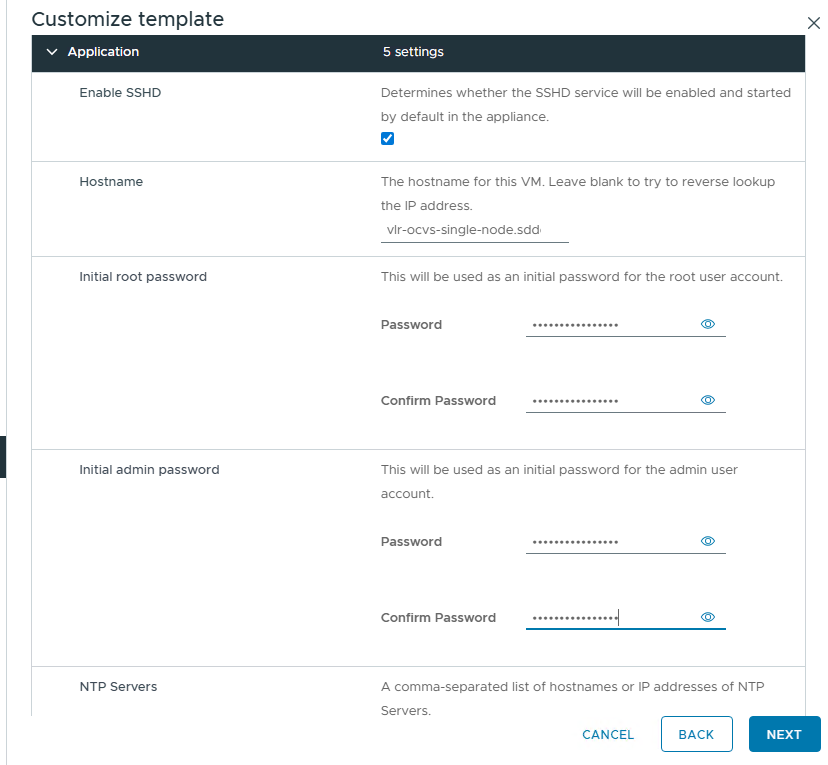 Customize template
Application 5 settings
Enable SSHD
Determines whether the SSHD service will be enabled and started
by default in the appliance.
Hostname
The hostname for this VM. Leave blank to try to reverse lookup
the IP address.
vlr-ocvs-single-node.sdd
Initial root password
This will be used as an initial password for the root user account.
Password ••••••••••••••••
Confirm Password ••••••••••••••••
Initial admin password
This will be used as an initial password for the admin user
account.
Password ••••••••••••••••
Confirm Password ••••••••••••••••
NTP Servers
A comma-separated list of hostnames or IP addresses of NTP
Servers.
CANCEL BACK NEXT